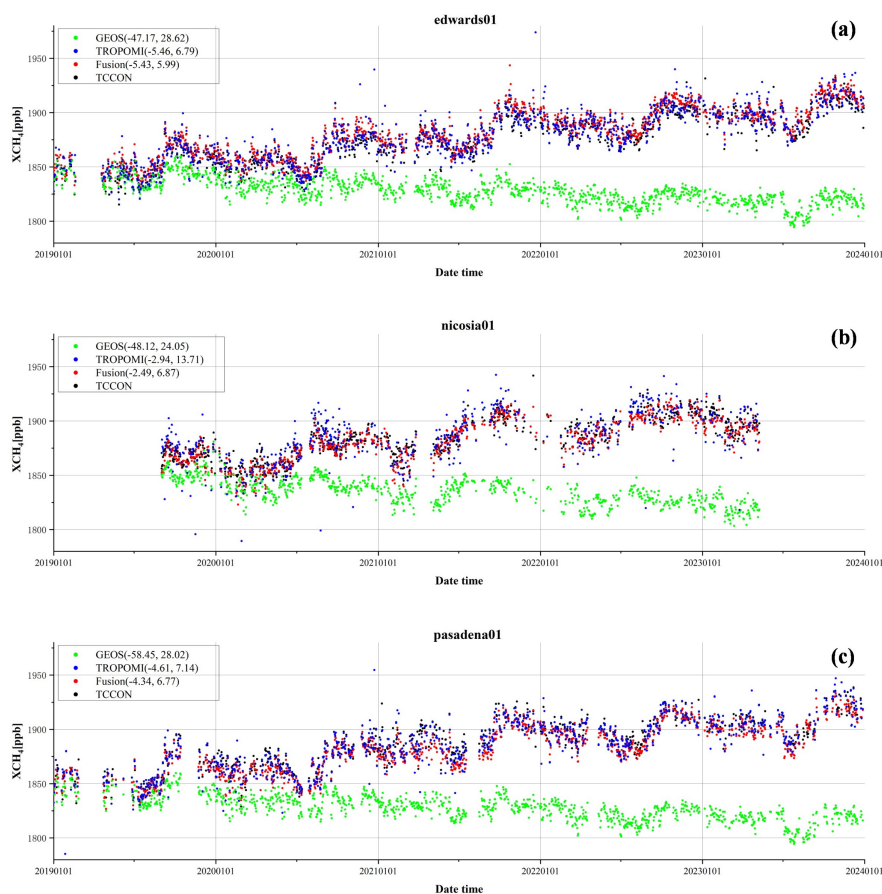 edwards01
(a)
GEOS(-47.17, 28.62)
TROPOMI(-5.46, 6.79)
Fusion(-5.43, 5.99)
TCCON
XCH₄[ppb]
1950
1900
1850
1800
20190101 20200101 20210101 20220101 20230101 20240101
Date time
nicosia01
(b)
GEOS(-48.12, 24.05)
TROPOMI(-2.94, 13.71)
Fusion(-2.49, 6.87)
TCCON
XCH₄[ppb]
1950
1900
1850
1800
20190101 20200101 20210101 20220101 20230101 20240101
Date time
pasadena01
(c)
GEOS(-58.45, 28.02)
TROPOMI(-4.61, 7.14)
Fusion(-4.34, 6.77)
TCCON
XCH₄[ppb]
1950
1900
1850
1800
20190101 20200101 20210101 20220101 20230101 20240101
Date time